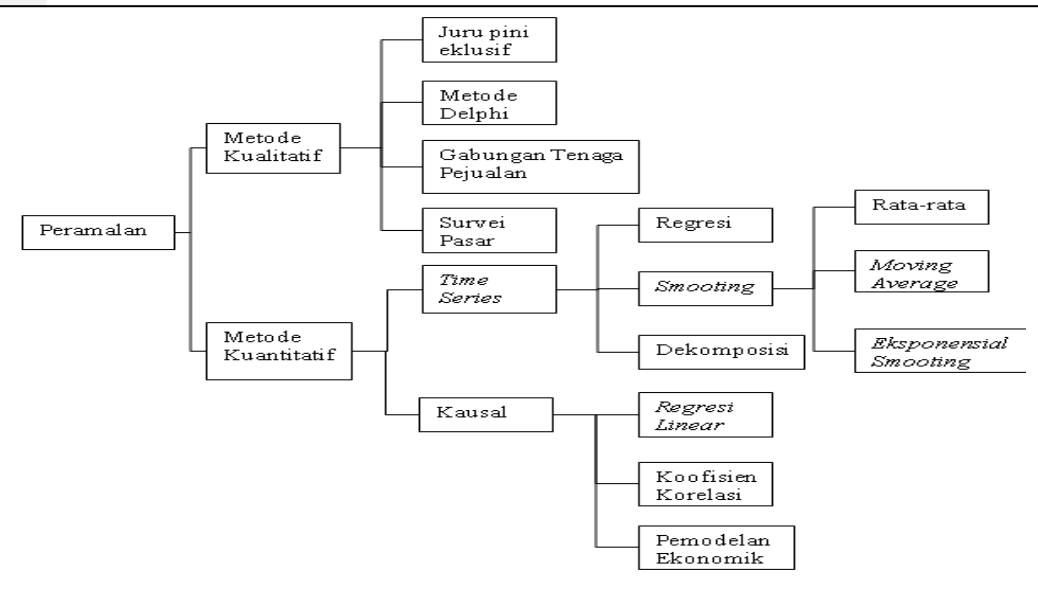 Peramalan
Metode
Kualitatif
Juru pini
eklusif
Metode
Delphi
Gabungan Tenaga
Pejualan
Survei
Pasar
Metode
Kuantitatif
Time
Series
Regresi
Smooting
Rata-rata
Moving
Average
Eksponensial
Smooting
Dekomposisi
Kausal
Regresi
Linear
Koofisien
Korelasi
Pemodelan
Ekonomik